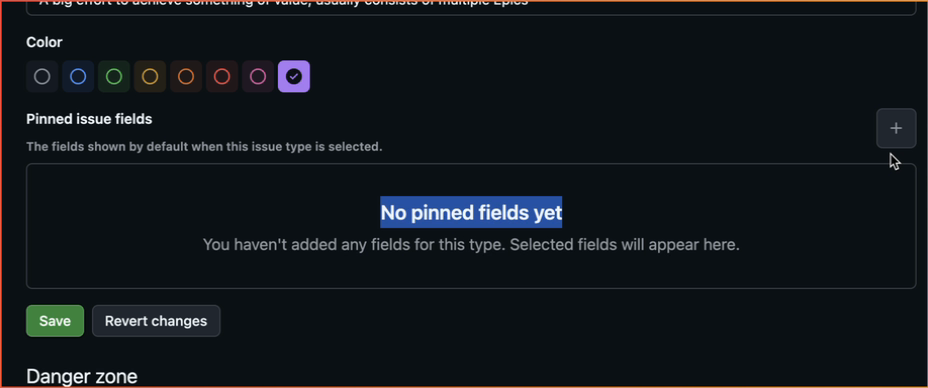 A big effort to achieve something of value, usually consists of multiple Epics
Color
Pinned issue fields
The fields shown by default when this issue type is selected.
No pinned fields yet
You haven't added any fields for this type. Selected fields will appear here.
Save
Revert changes
Danger zone